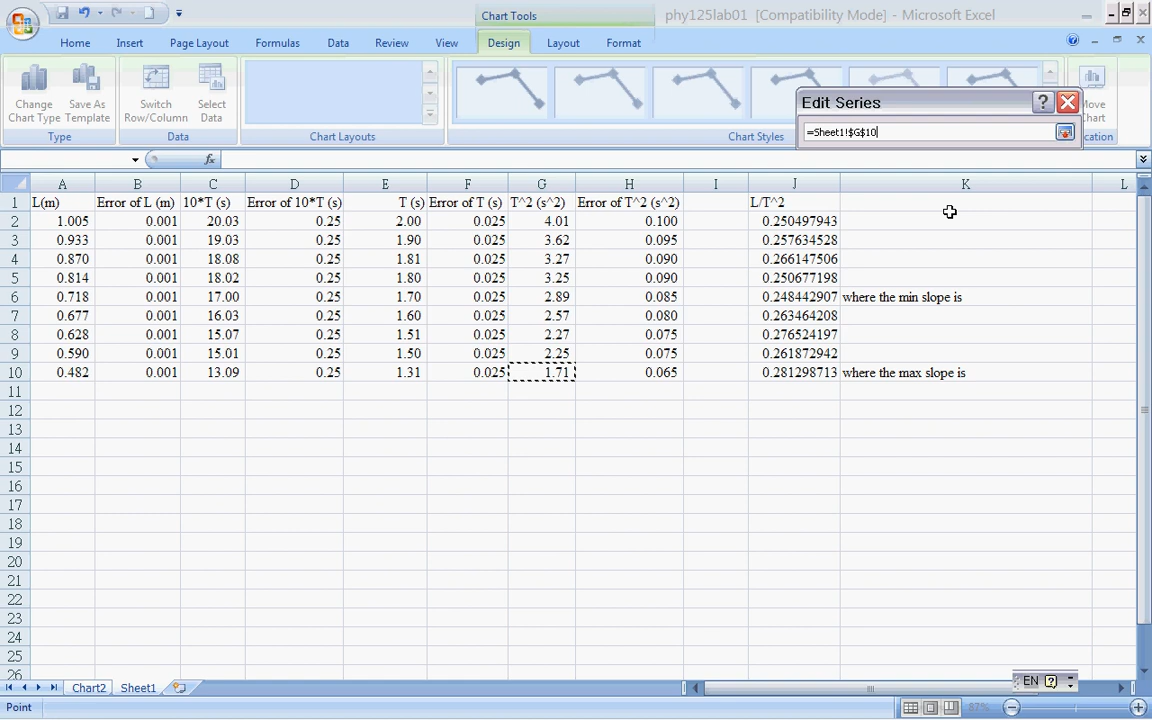 Chart Tools
phy125lab01 [Compatibility Mode] - Microsoft Excel
Home Insert Page Layout Formulas Data Review View Design Layout Format
Change Chart Type
Save As Template
Switch Row/Column
Select Data
Move Chart
Type Data Chart Layouts Chart Styles Location
Edit Series
=Sheet1!$G$10
fx
A B C D E F G H I J K L
1 L(m) Error of L (m) 10*T (s) Error of 10*T (s) T (s) Error of T (s) T^2 (s^2) Error of T^2 (s^2) L/T^2
2 1.005 0.001 20.03 0.25 2.00 0.025 4.01 0.100 0.250497943
3 0.933 0.001 19.03 0.25 1.90 0.025 3.62 0.095 0.257634528
4 0.870 0.001 18.08 0.25 1.81 0.025 3.27 0.090 0.266147506
5 0.814 0.001 18.02 0.25 1.80 0.025 3.25 0.090 0.250677198
6 0.718 0.001 17.00 0.25 1.70 0.025 2.89 0.085 0.248442907 where the min slope is
7 0.677 0.001 16.03 0.25 1.60 0.025 2.57 0.080 0.263464208
8 0.628 0.001 15.07 0.25 1.51 0.025 2.27 0.075 0.276524197
9 0.590 0.001 15.01 0.25 1.50 0.025 2.25 0.075 0.261872942
10 0.482 0.001 13.09 0.25 1.31 0.025 1.71 0.065 0.281298713 where the max slope is
11
12
13
14
15
16
17
18
19
20
21
22
23
24
25
26
Chart2 Sheet1
EN
Point
87%